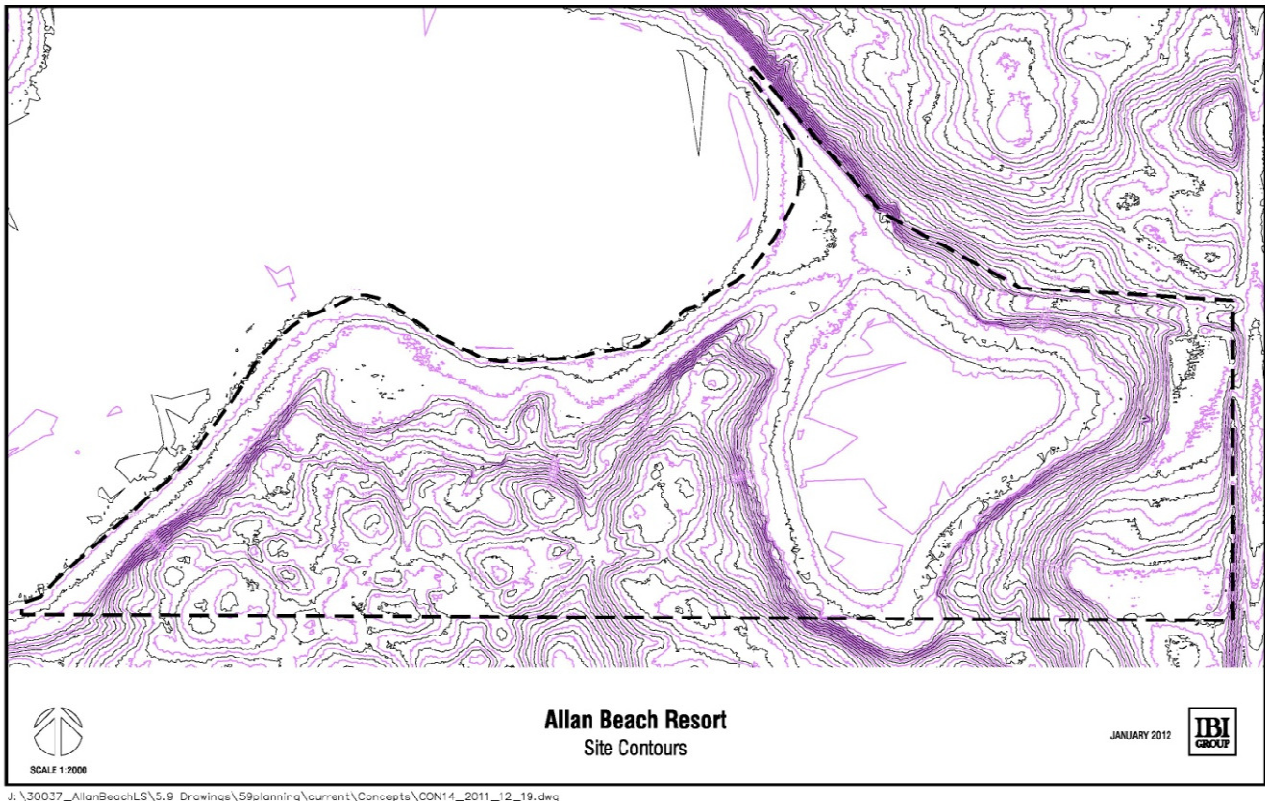 Allan Beach Resort
Site Contours
SCALE 1:2000
JANUARY 2012
IBI
GROUP
J:\30037_AllanBeachLS\5.9 Drawings\59planning\current\Concepts\CON14_2011_12_19.dwg